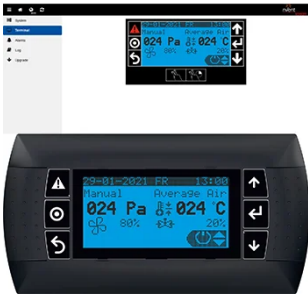 nvent
System
Terminal
Alarms
Log
Upgrade
29-01-2021 FR 13:00
Manual Average Air
024 Pa 024 C
80% 20%
29-01-2021 FR 13:00
Manual Average Air
024 Pa 024 C
80% 20%